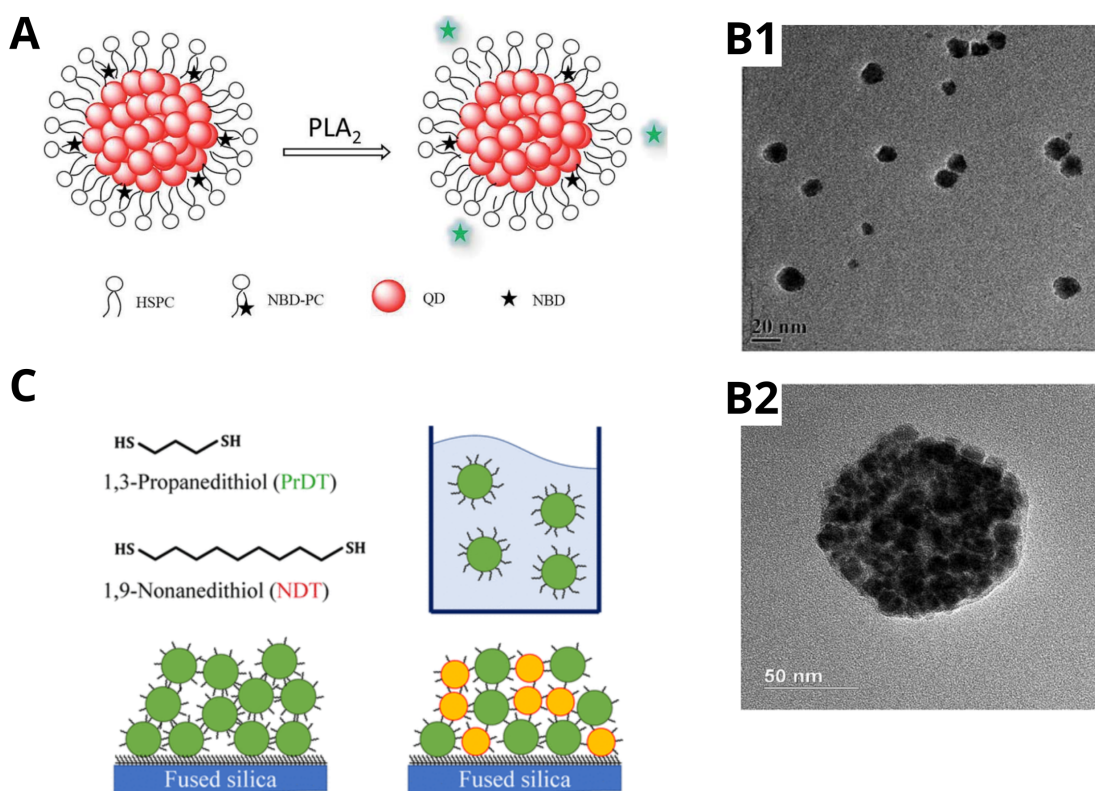 A
PLA₂
HSPC
NBD-PC
QD
NBD
B1
20 nm
B2
50 nm
C
HS
SH
1,3-Propanedithiol (PrDT)
HS
SH
1,9-Nonanedithiol (NDT)
Fused silica
Fused silica